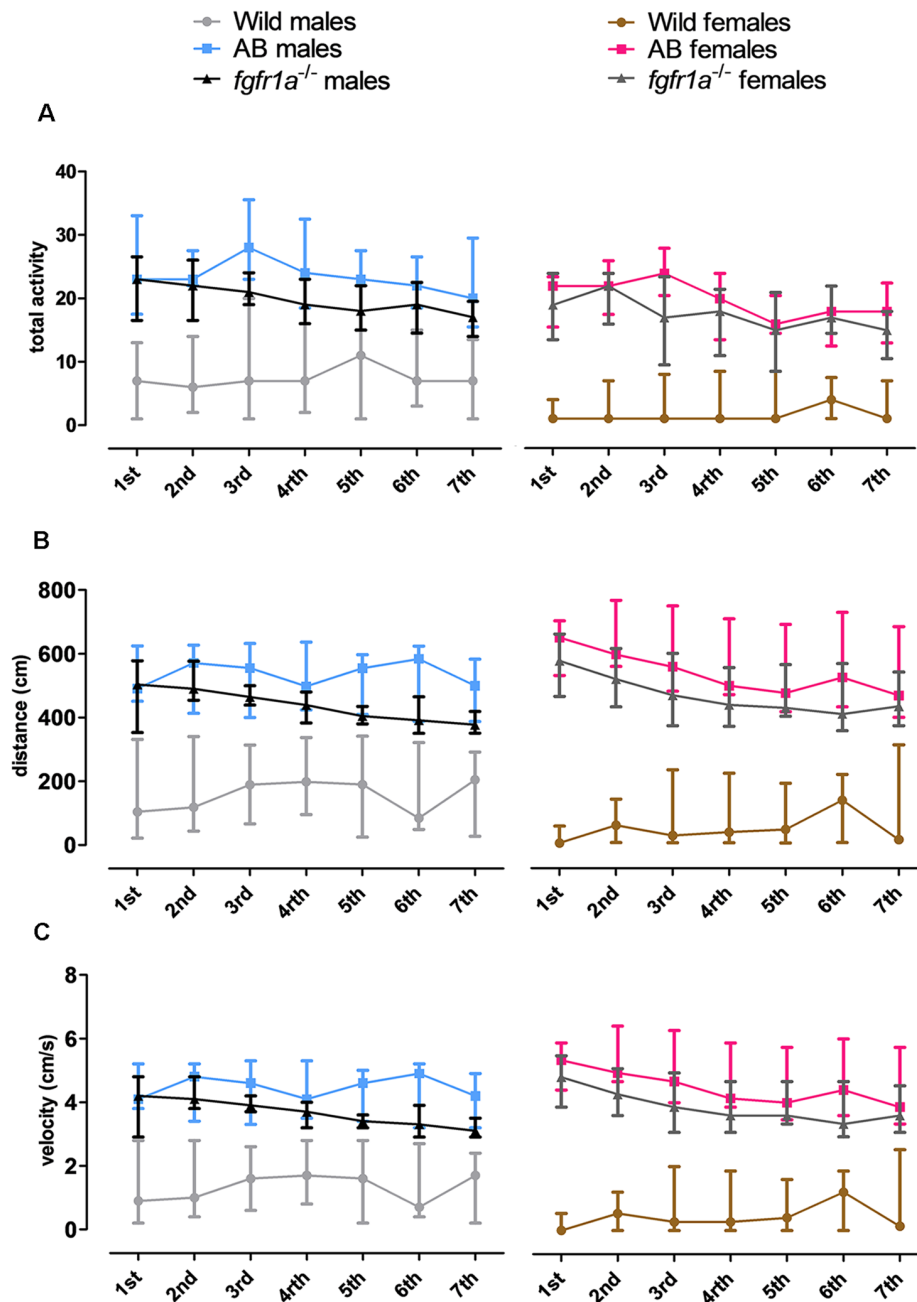 Wild males
AB males
fgfr1a-/- males
Wild females
AB females
fgfr1a-/- females
A
total activity
40
30
20
10
0
1st 2nd 3rd 4rth 5th 6th 7th
1st 2nd 3rd 4rth 5th 6th 7th
B
distance (cm)
800
600
400
200
0
1st 2nd 3rd 4rth 5th 6th 7th
1st 2nd 3rd 4rth 5th 6th 7th
C
velocity (cm/s)
8
6
4
2
0
1st 2nd 3rd 4rth 5th 6th 7th
1st 2nd 3rd 4rth 5th 6th 7th